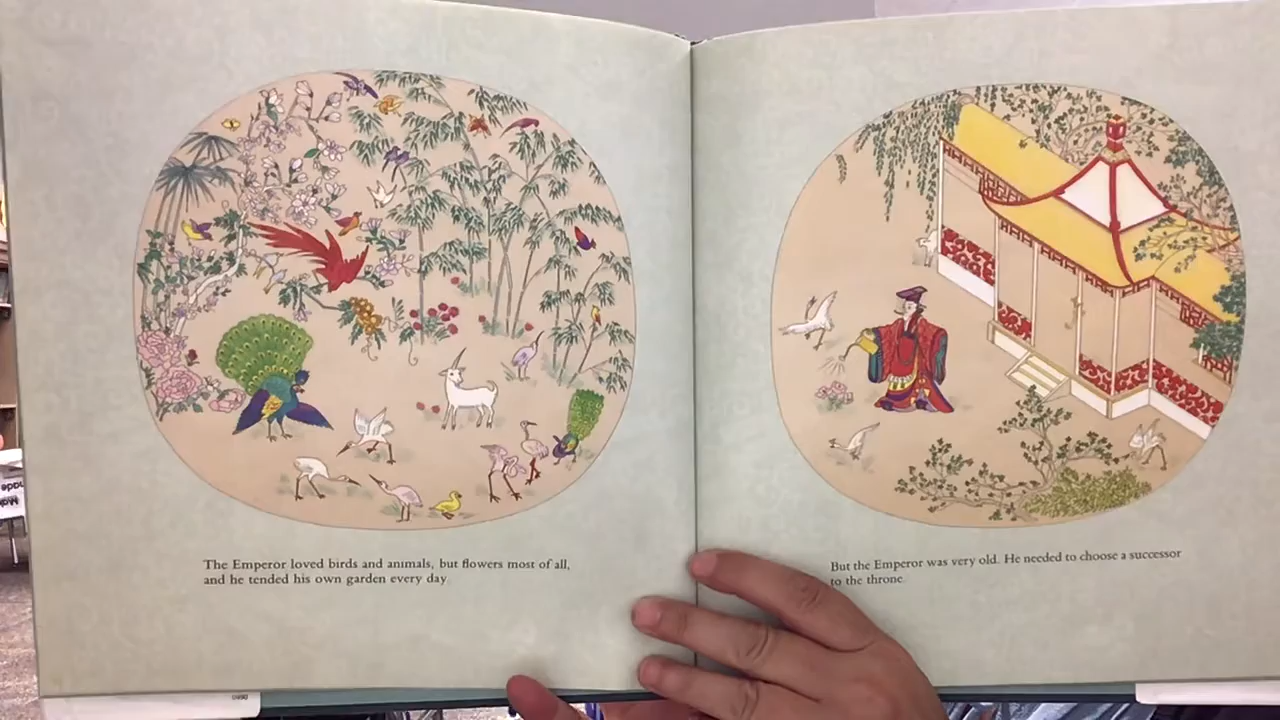 The Emperor loved birds and animals, but flowers most of all,
and he tended his own garden every day.
But the Emperor was very old. He needed to choose a successor
to the throne.